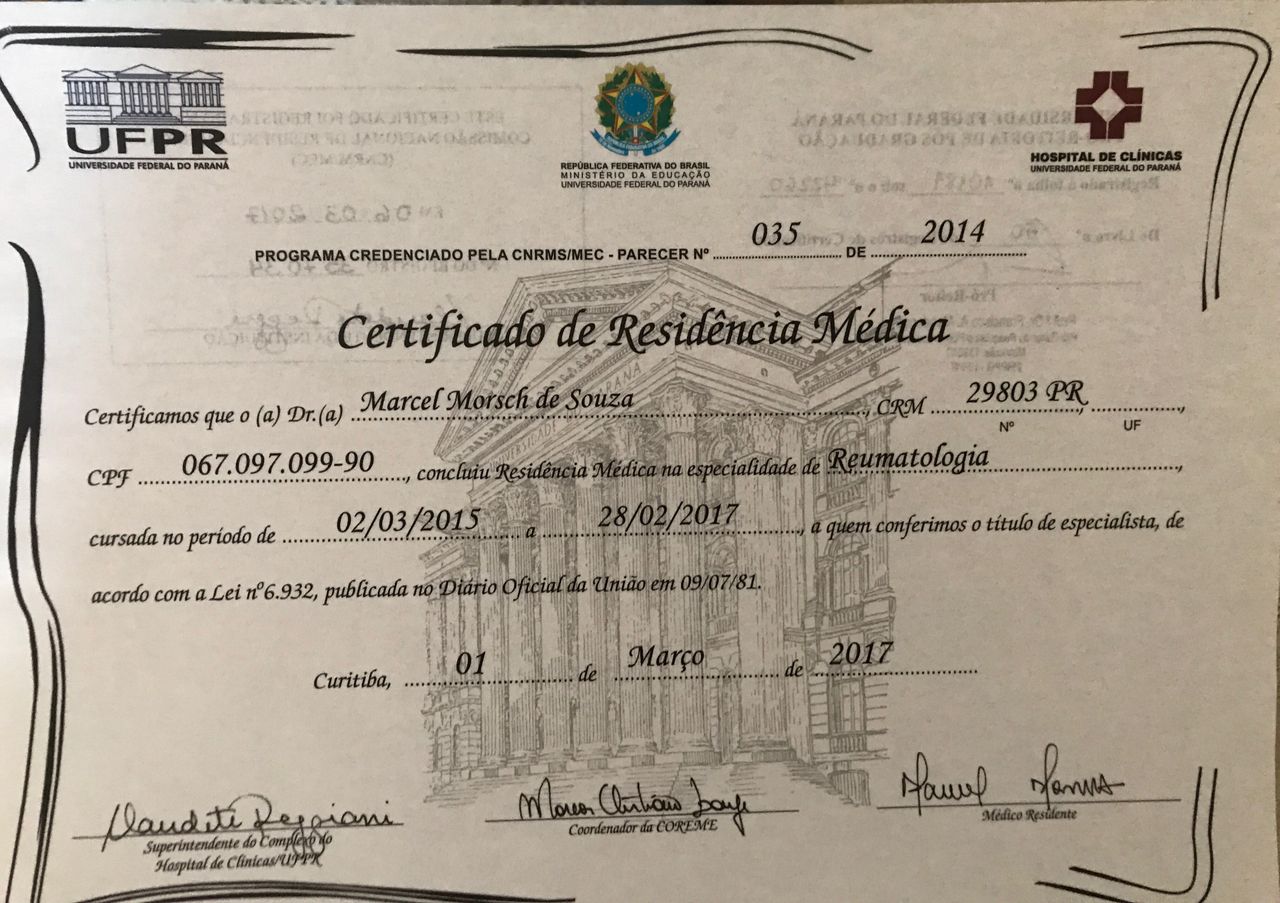 UFPR
UNIVERSIDADE FEDERAL DO PARANÁ
REPÚBLICA FEDERATIVA DO BRASIL
MINISTÉRIO DA EDUCAÇÃO
UNIVERSIDADE FEDERAL DO PARANÁ
HOSPITAL DE CLÍNICAS
UNIVERSIDADE FEDERAL DO PARANÁ
PROGRAMA CREDENCIADO PELA CNRMS/MEC - PARECER Nº 035 DE 2014
Certificado de Residência Médica
Certificamos que o (a) Dr.(a) Marcel Morsch de Souza, CRM 29803 PR,
Nº UF
CPF 067.097.099-90, concluiu Residência Médica na especialidade de Reumatologia,
cursada no período de 02/03/2015 a 28/02/2017, a quem conferimos o título de especialista, de
acordo com a Lei nº6.932, publicada no Diário Oficial da União em 09/07/81.
Curitiba, 01 de Março de 2017
Superintendente do Complexo do
Hospital de Clínicas/UFPR
Coordenador da COREME
Médico Residente